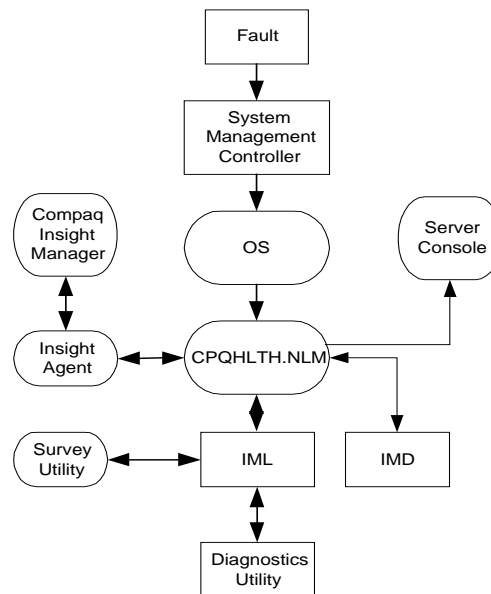 Fault
System
Management
Controller
Compaq
Insight
Manager
OS
Server
Console
Insight
Agent
CPQHLTH.NLM
Survey
Utility
IML
IMD
Diagnostics
Utility